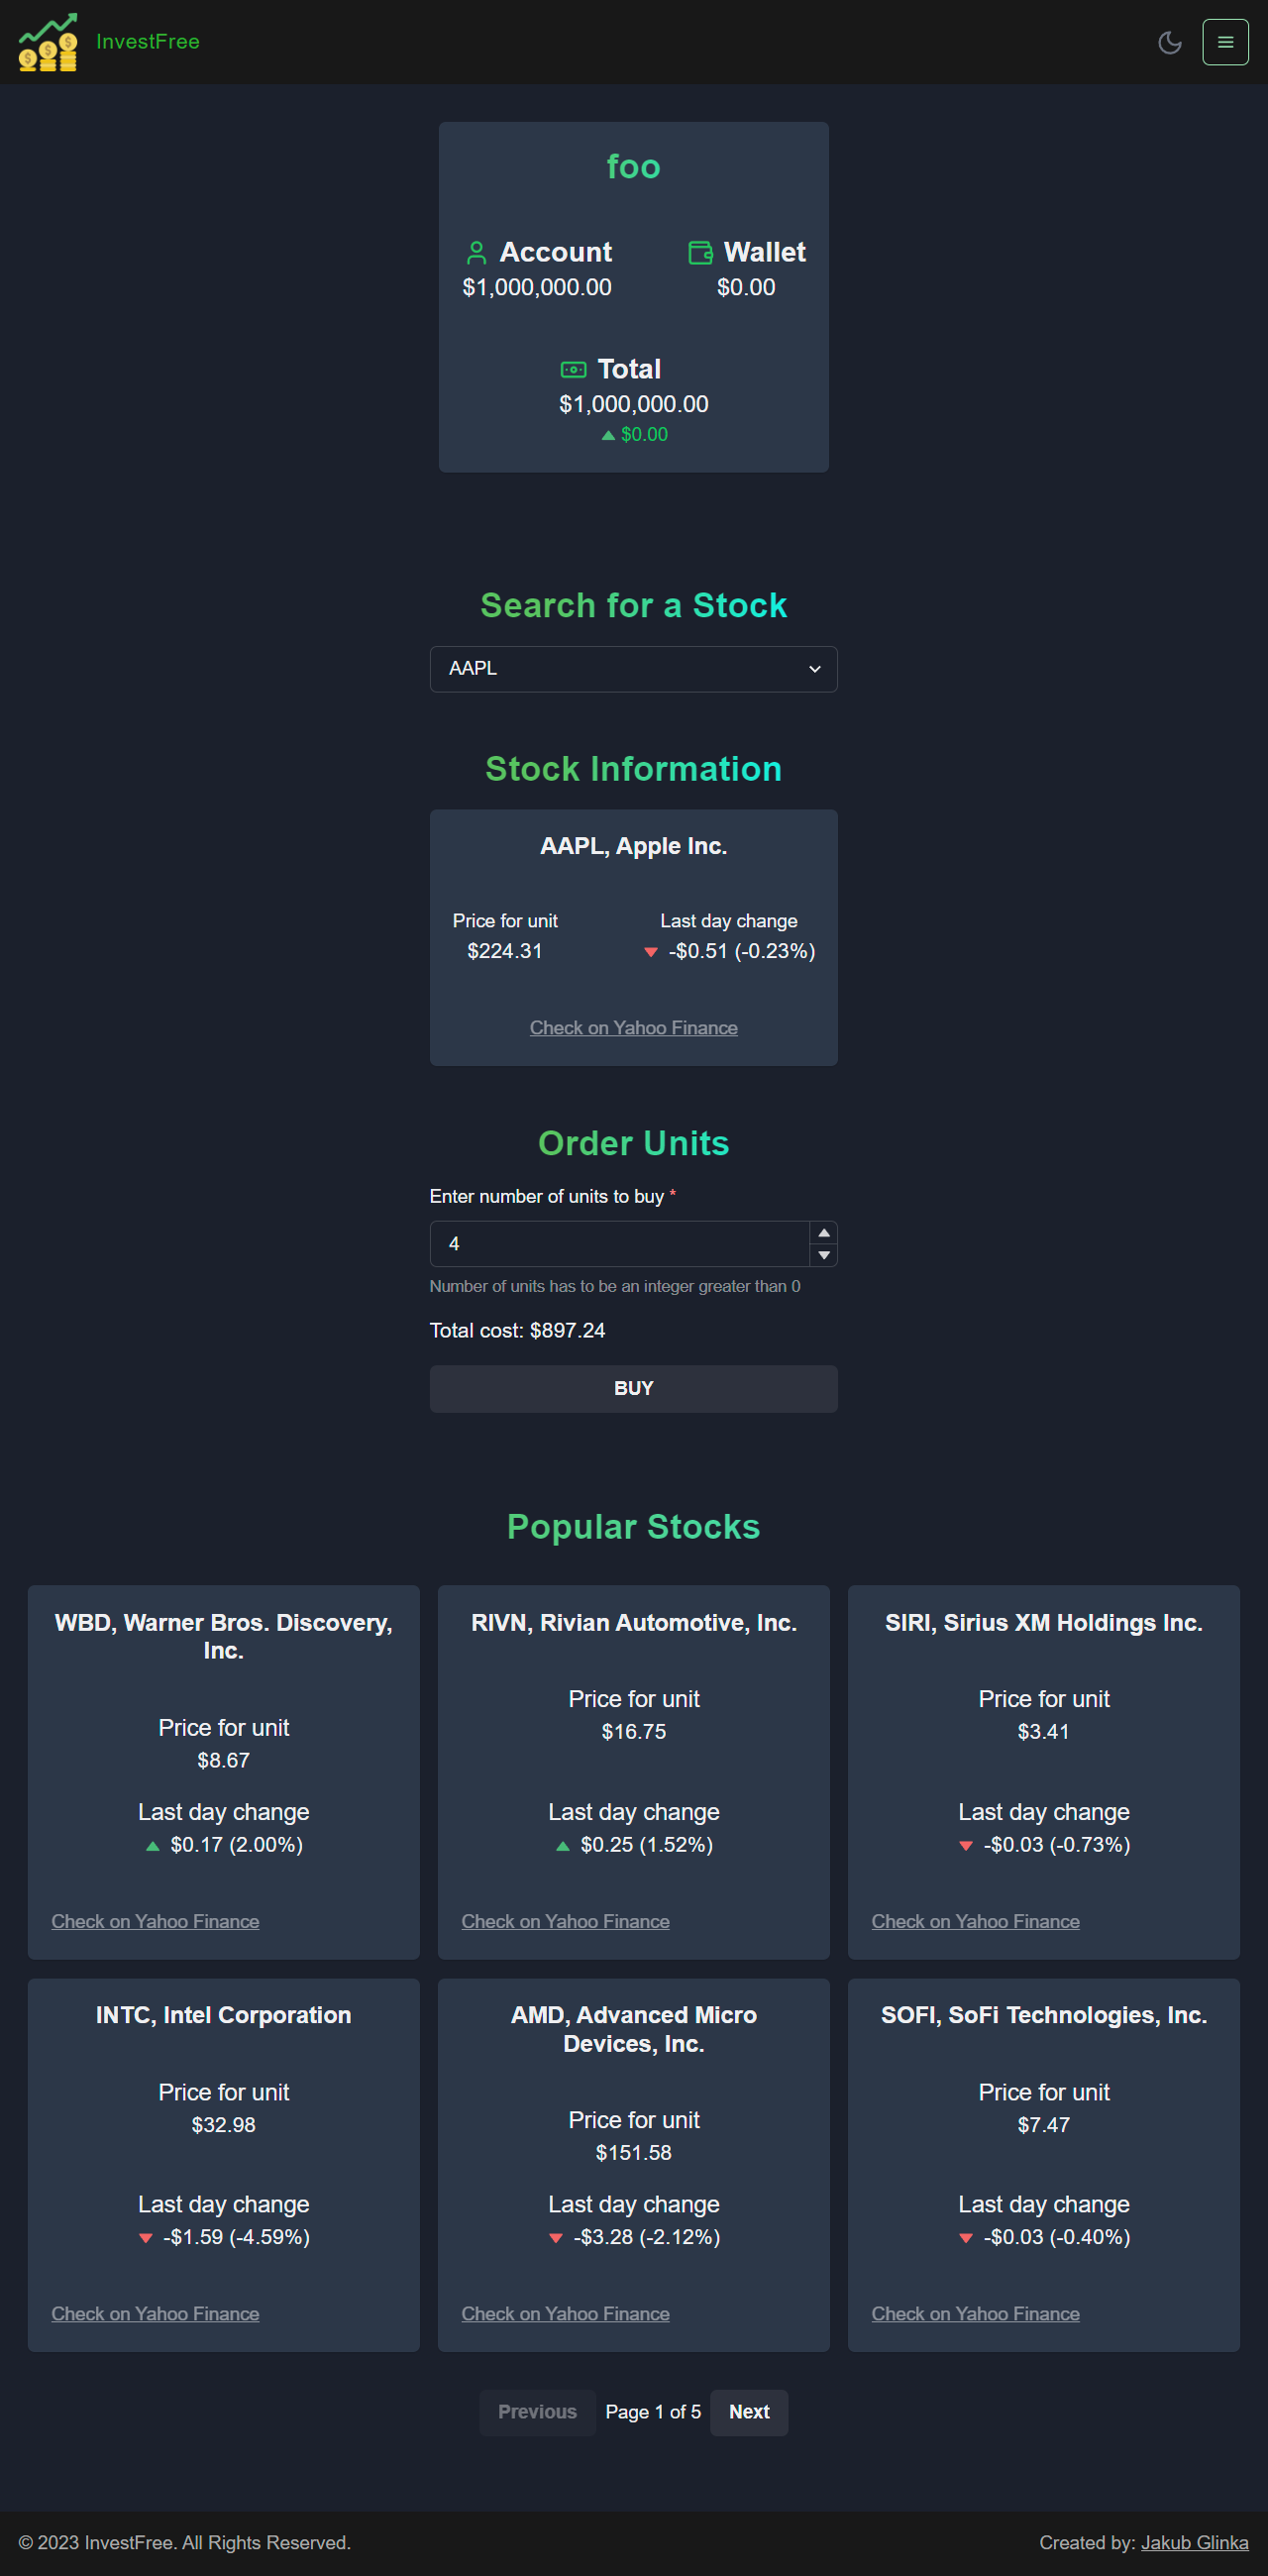 InvestFree
foo
Account
$1,000,000.00
Wallet
$0.00
Total
$1,000,000.00
$0.00
Search for a Stock
AAPL
Stock Information
AAPL, Apple Inc.
Price for unit
$224.31
Last day change
-$0.51 (-0.23%)
Check on Yahoo Finance
Order Units
Enter number of units to buy *
4
Number of units has to be an integer greater than 0
Total cost: $897.24
BUY
Popular Stocks
WBD, Warner Bros. Discovery,
Inc.
Price for unit
$8.67
Last day change
$0.17 (2.00%)
Check on Yahoo Finance
RIVN, Rivian Automotive, Inc.
Price for unit
$16.75
Last day change
$0.25 (1.52%)
Check on Yahoo Finance
SIRI, Sirius XM Holdings Inc.
Price for unit
$3.41
Last day change
-$0.03 (-0.73%)
Check on Yahoo Finance
INTC, Intel Corporation
Price for unit
$32.98
Last day change
-$1.59 (-4.59%)
Check on Yahoo Finance
AMD, Advanced Micro
Devices, Inc.
Price for unit
$151.58
Last day change
-$3.28 (-2.12%)
Check on Yahoo Finance
SOFI, SoFi Technologies, Inc.
Price for unit
$7.47
Last day change
-$0.03 (-0.40%)
Check on Yahoo Finance
Previous
Page 1 of 5
Next
© 2023 InvestFree. All Rights Reserved.
Created by: Jakub Glinka